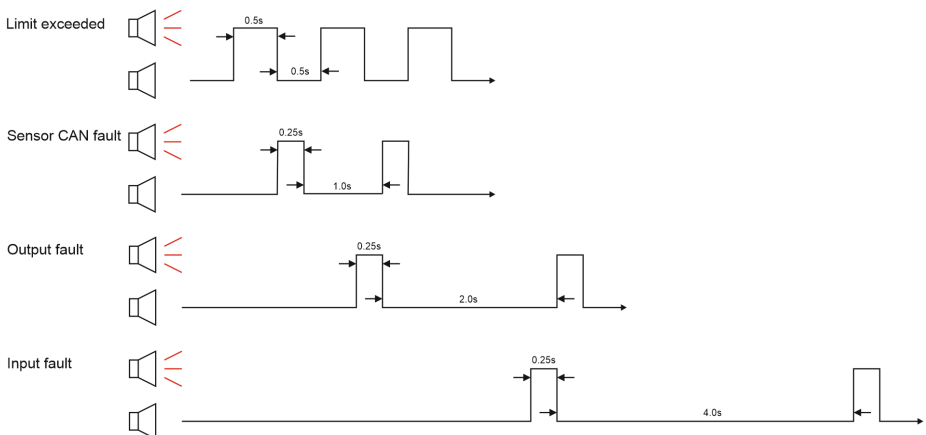 Limit exceeded
0.5s
0.5s
Sensor CAN fault
0.25s
1.0s
Output fault
0.25s
2.0s
Input fault
0.25s
4.0s